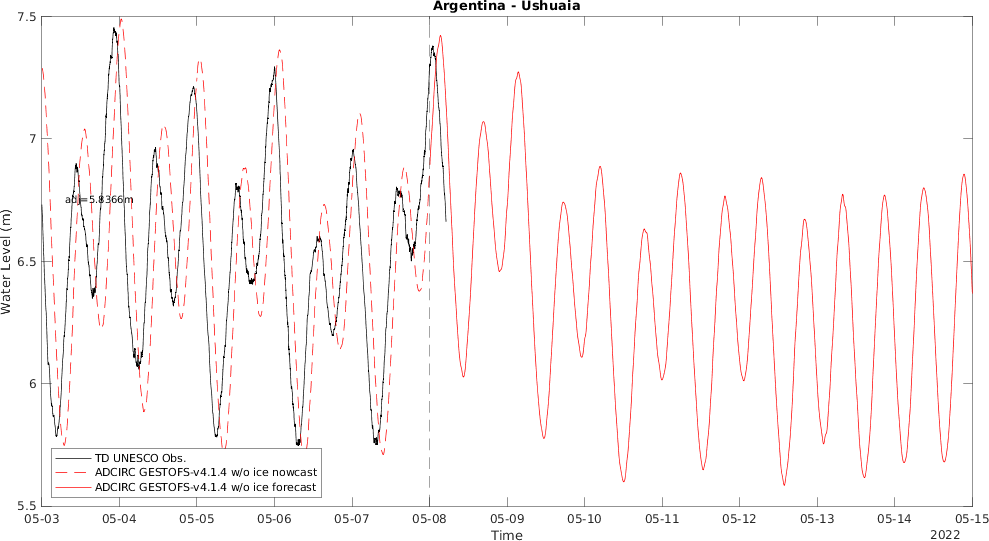 Argentina - Ushuaia
7.5
7
6.5
6
5.5
Water Level (m)
adj=5.8366m
TD UNESCO Obs.
ADCIRC GESTOFS-v4.1.4 w/o ice nowcast
ADCIRC GESTOFS-v4.1.4 w/o ice forecast
05-03 05-04 05-05 05-06 05-07 05-08 05-09 05-10 05-11 05-12 05-13 05-14 05-15
Time
2022